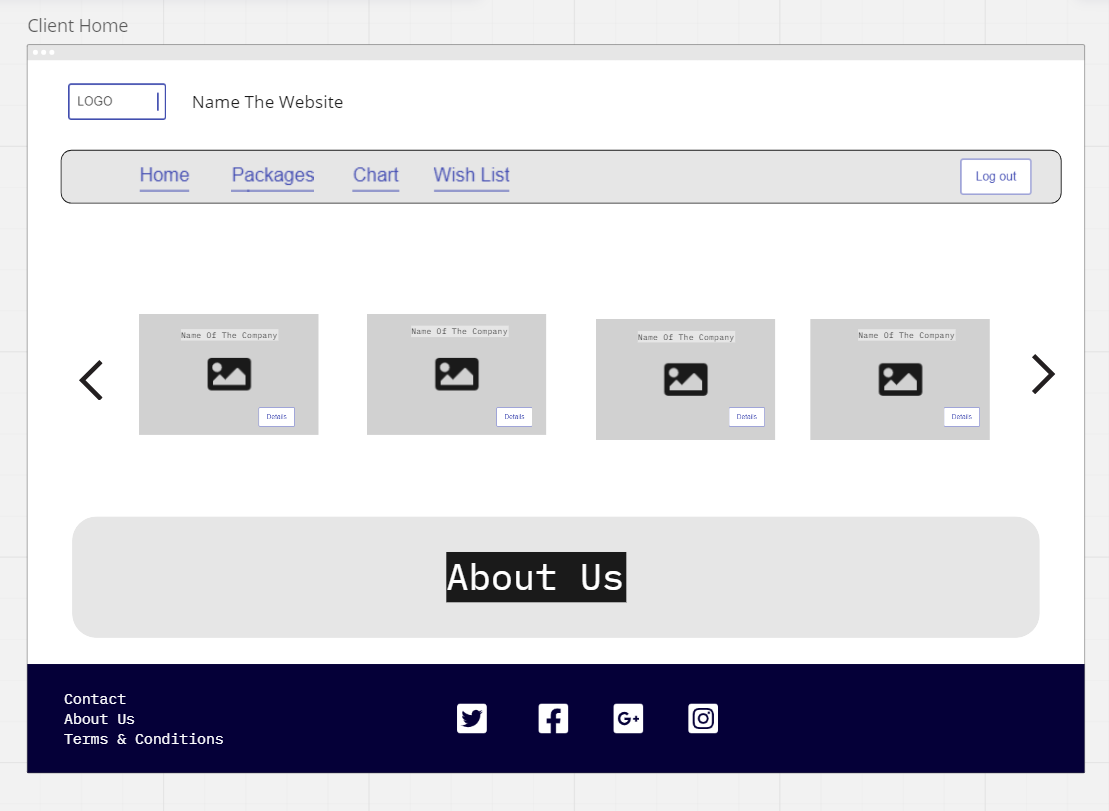 Client Home
LOGO
Name The Website
Home Packages Chart Wish List Log out
Name Of The Company Name Of The Company Name Of The Company Name Of The Company
Details Details Details Details
About Us
Contact
About Us
Terms & Conditions
G+